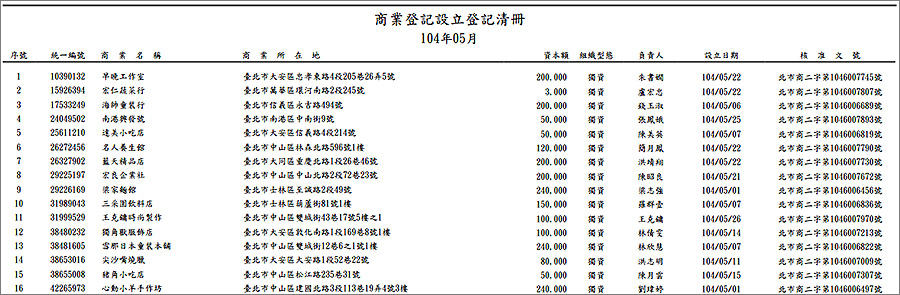 商業登記設立登記清冊
104年05月
序號 統一編號 商業名稱 商業所在地 資本額 組織型態 負責人 設立日期 核准文號
1 10390132 早晚工作室 臺北市大安區忠孝東路4段205巷26弄5號 200,000 獨資 朱書嫺 104/05/22 北市商二字第1046007745號
2 15926394 宏仁蔬菜行 臺北市萬華區環河南路2段245號 3,000 獨資 盧宏忠 104/05/22 北市商二字第1046007807號
3 17533249 海帥童裝行 臺北市信義區永吉路494號 200,000 獨資 錢玉淑 104/05/06 北市商二字第1046006689號
4 24049502 南港興發號 臺北市南港區中南街9號 50,000 獨資 張鳳娥 104/05/25 北市商二字第1046007893號
5 25611210 達美小吃店 臺北市大安區信義路4段214號 50,000 獨資 陳美英 104/05/07 北市商二字第1046006819號
6 26272456 名人養生館 臺北市中山區林森北路596號1樓 120,000 獨資 簡月鳳 104/05/22 北市商二字第1046007790號
7 26327902 藍天精品店 臺北市大同區重慶北路1段26巷46號 200,000 獨資 洪靖翔 104/05/22 北市商二字第1046007730號
8 29225197 宏良企業社 臺北市中山區中山北路2段72巷23號 200,000 獨資 陳昭良 104/05/21 北市商二字第1046007672號
9 29226169 梁家麵館 臺北市士林區至誠路2段49號 240,000 獨資 梁志強 104/05/01 北市商二字第1046006456號
10 31989043 三采園飲料店 臺北市士林區葫蘆街81號1樓 150,000 獨資 羅群壹 104/05/07 北市商二字第1046006836號
11 31999529 王克鏞時尚製作 臺北市中山區雙城街43巷17號5樓之1 100,000 獨資 王克鏞 104/05/26 北市商二字第1046007970號
12 38480232 獨角獸服飾店 臺北市大安區敦化南路1段169巷8號1樓 100,000 獨資 林倩雯 104/05/14 北市商二字第1046007213號
13 38481605 雪那日本童裝本舖 臺北市中山區雙城街12巷6之1號1樓 240,000 獨資 林欣慧 104/05/07 北市商二字第1046006822號
14 38653016 尖沙嘴燒臘 臺北市大安區大安路1段52巷22號 80,000 獨資 洪志明 104/05/11 北市商二字第1046007009號
15 38655008 豬角小吃店 臺北市中山區松江路235巷31號 50,000 獨資 陳月雲 104/05/15 北市商二字第1046007307號
16 42265973 心動小羊手作坊 臺北市中山區建國北路3段113巷19弄4號3樓 240,000 獨資 劉瑋婷 104/05/01 北市商二字第1046006497號